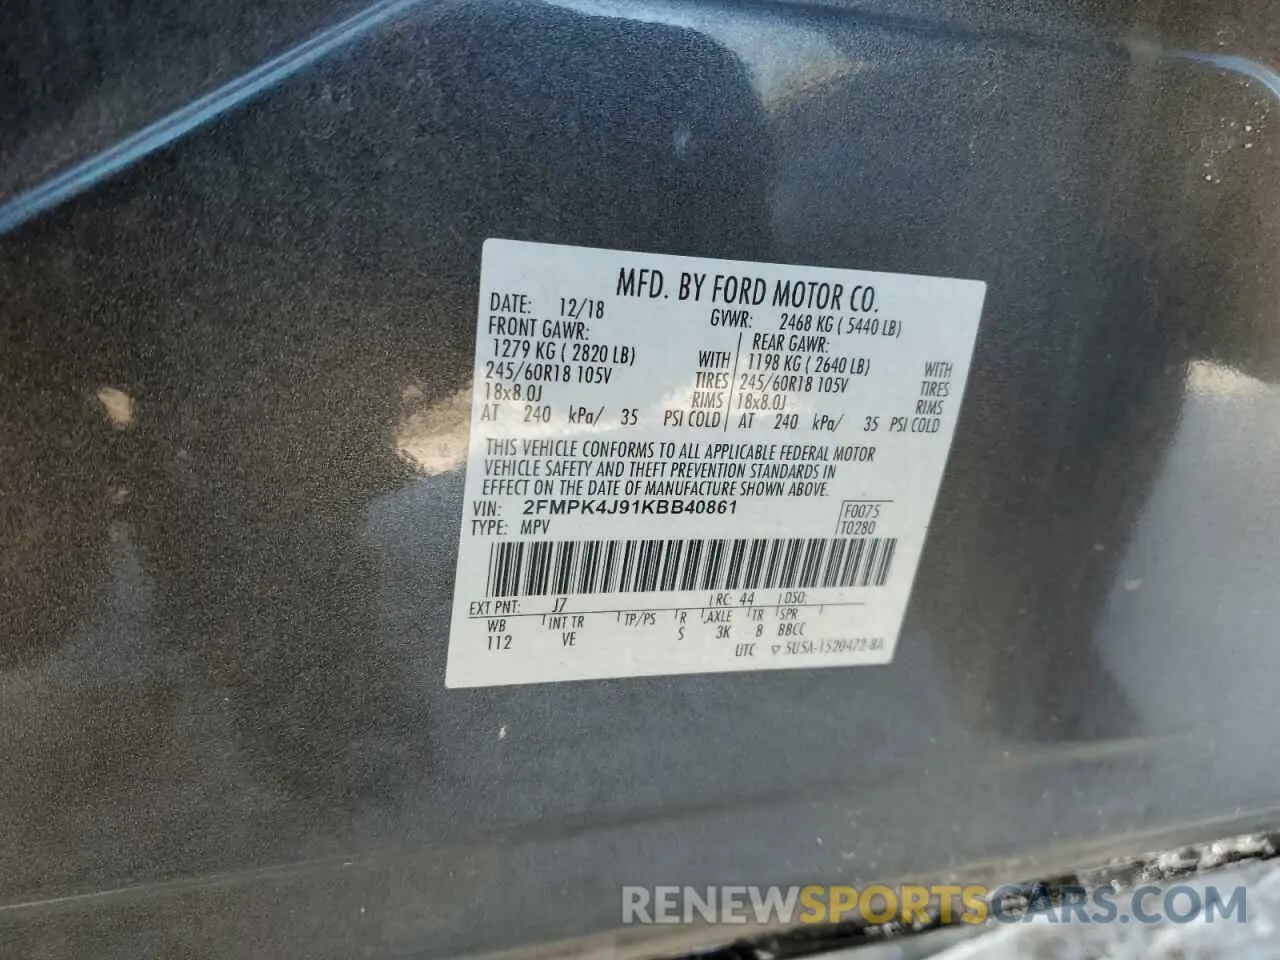 MFD. BY FORD MOTOR CO.
DATE: 12/18 GVWR: 2468 KG ( 5440 LB)
FRONT GAWR: REAR GAWR:
1279 KG ( 2820 LB) WITH 1198 KG ( 2640 LB) WITH
245/60R18 105V TIRES 245/60R18 105V TIRES
18x8.0J RIMS 18x8.0J RIMS
AT 240 kPa/ 35 PSI COLD AT 240 kPa/ 35 PSI COLD
THIS VEHICLE CONFORMS TO ALL APPLICABLE FEDERAL MOTOR
VEHICLE SAFETY AND THEFT PREVENTION STANDARDS IN
EFFECT ON THE DATE OF MANUFACTURE SHOWN ABOVE.
VIN: 2FMPK4J91KBB40861 F0075
TYPE: MPV T0280
EXT PNT: J7 RC: 44 DSO:
WB INT TR TP/PS R AXLE TR SPR
112 VE S 3K 8 BBCC
UTC ▽ 5U5A-1520472-BA
RENEWSPORTSCARS.COM